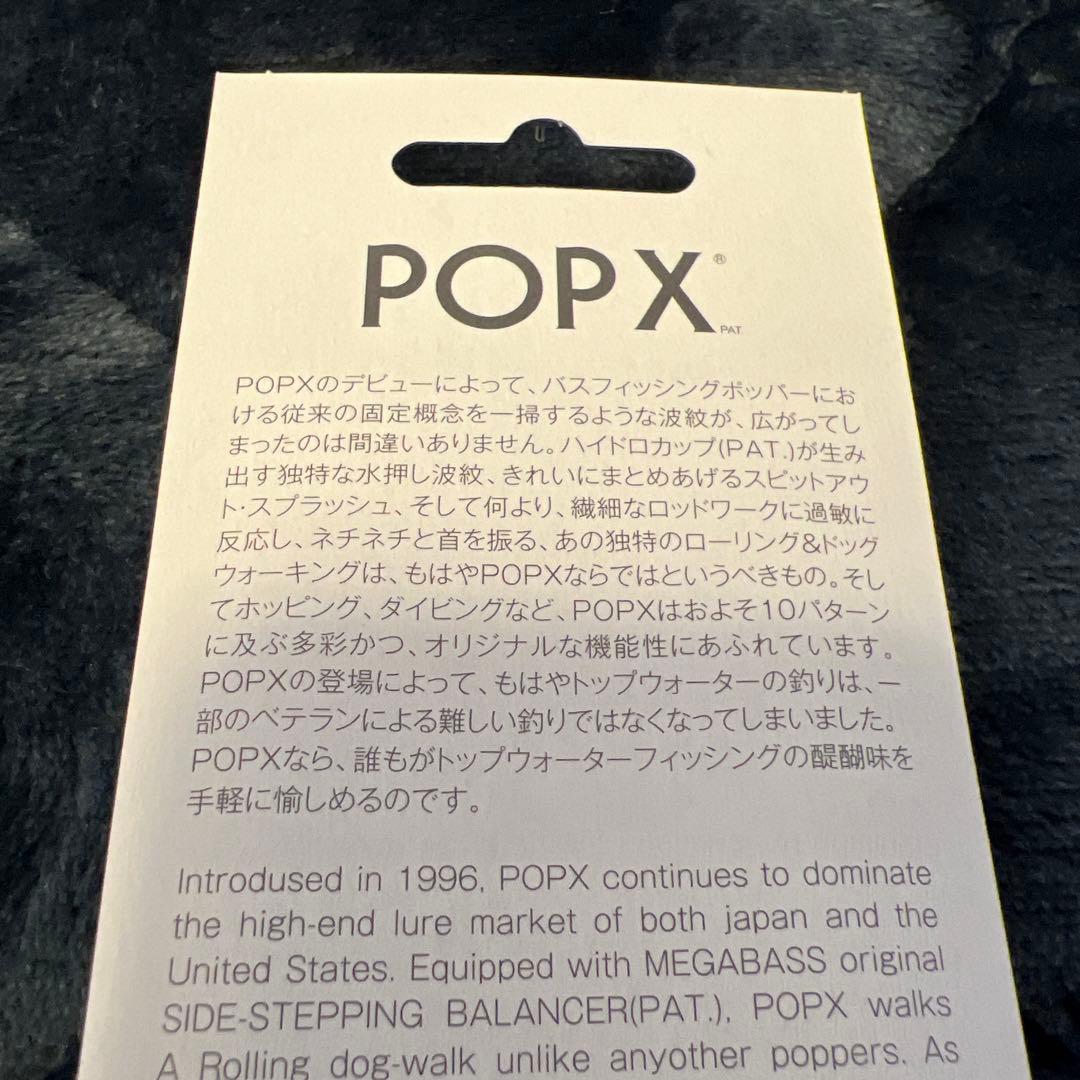 POPX®
PAT.
POPXのデビューによって、バスフィッシングポッパーにお
ける従来の固定概念を一掃するような波紋が、広がってし
まったのは間違いありません。ハイドロカップ(PAT.)が生み
出す独特な水押し波紋、きれいにまとめあげるスピットアウ
ト・スプラッシュ、そして何より、繊細なロッドワークに過敏に
反応し、ネチネチと首を振る、あの独特のローリング&ドッグ
ウォーキングは、もはやPOPXならではというべきもの。そし
てホッピング、ダイビングなど、POPXはおよそ10パターン
に及ぶ多彩かつ、オリジナルな機能性にあふれています。
POPXの登場によって、もはやトップウォーターの釣りは、一
部のベテランによる難しい釣りではなくなってしまいました。
POPXなら、誰もがトップウォーターフィッシングの醍醐味を
手軽に愉しめるのです。
Introdused in 1996, POPX continues to dominate
the high-end lure market of both japan and the
United States. Equipped with MEGABASS original
SIDE-STEPPING BALANCER(PAT.), POPX walks
A Rolling dog-walk unlike anyother poppers. As